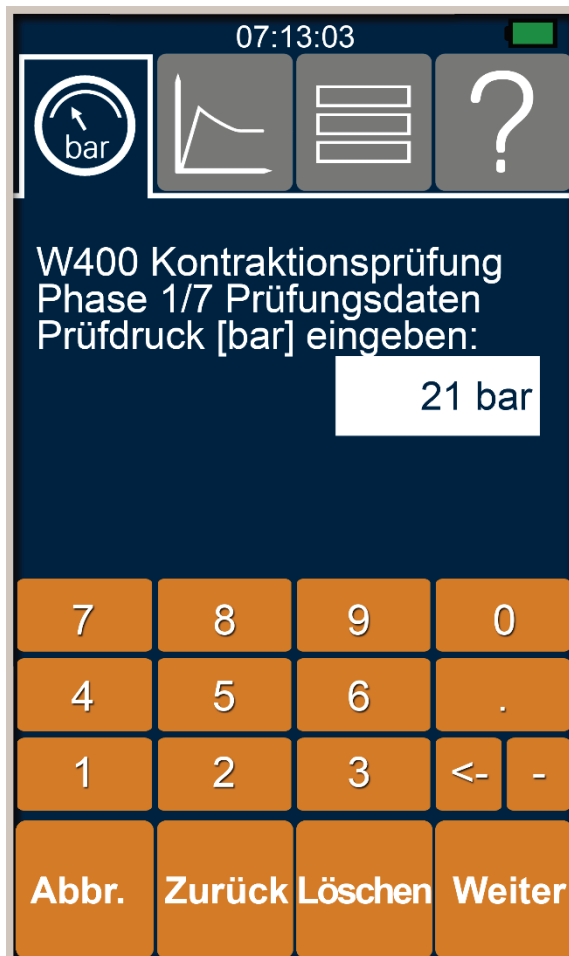 07:13:03
bar
?
W400 Kontraktionsprüfung
Phase 1/7 Prüfungsdaten
Prüfdruck [bar] eingeben:
21 bar
7 8 9 0
4 5 6 .
1 2 3 <- -
Abbr. Zurück Löschen Weiter